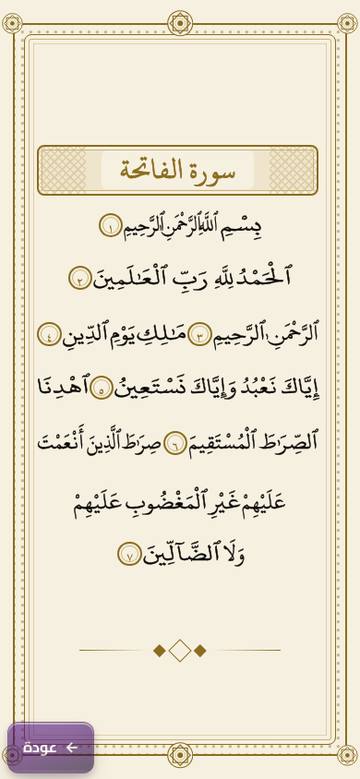 سورة الفاتحة
بِسْمِ ٱللَّهِ ٱلرَّحْمَٰنِ ٱلرَّحِيمِ ١
ٱلْحَمْدُ لِلَّهِ رَبِّ ٱلْعَٰلَمِينَ ٢
ٱلرَّحْمَٰنِ ٱلرَّحِيمِ ٣ مَٰلِكِ يَوْمِ ٱلدِّينِ ٤
إِيَّاكَ نَعْبُدُ وَإِيَّاكَ نَسْتَعِينُ ٥ ٱهْدِنَا
ٱلصِّرَٰطَ ٱلْمُسْتَقِيمَ ٦ صِرَٰطَ ٱلَّذِينَ أَنْعَمْتَ
عَلَيْهِمْ غَيْرِ ٱلْمَغْضُوبِ عَلَيْهِمْ
وَلَا ٱلضَّآلِّينَ ٧
← عودة